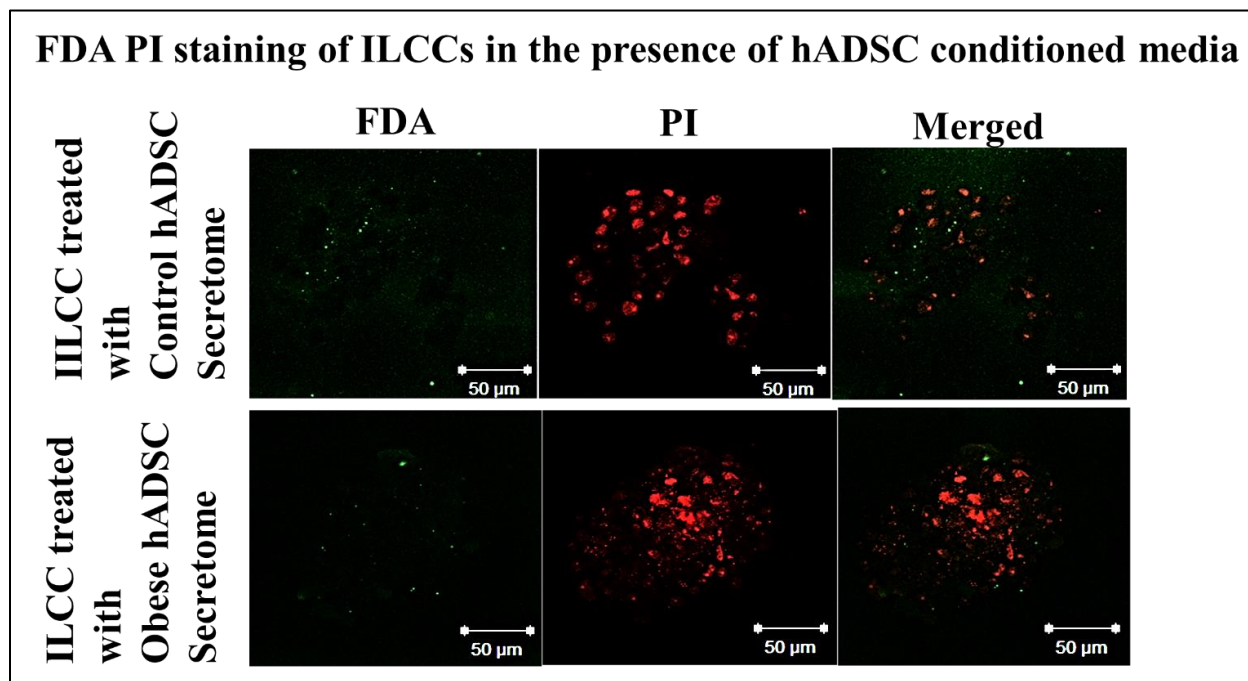 FDA PI staining of ILCCs in the presence of hADSC conditioned media
FDA PI Merged
IILCC treated
with
Control hADSC
Secretome
50 µm 50 µm 50 µm
ILCC treated
with
Obese hADSC
Secretome
50 µm 50 µm 50 µm